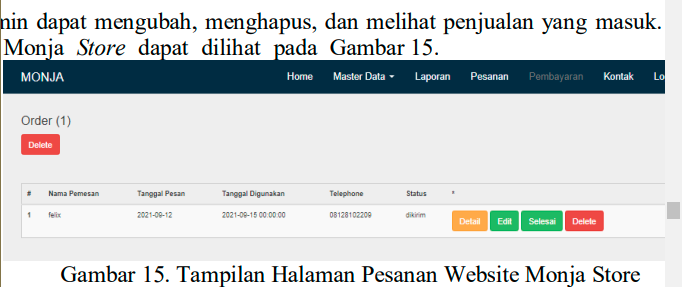 dapat mengubah, menghapus, dan melihat penjualan yang masuk.
Monja Store dapat dilihat pada Gambar 15.
MONJA Home Master Data Laporan Pesanan Pembayaran Kontak
Order (1)
Delete
# Nama Pemesan Tanggal Pesan Tanggal Digunakan Telephone Status *
1 felix 2021-09-12 2021-09-15 00:00:00 08128102209 dikirim Detail Edit Selesai Delete
Gambar 15. Tampilan Halaman Pesanan Website Monja Store